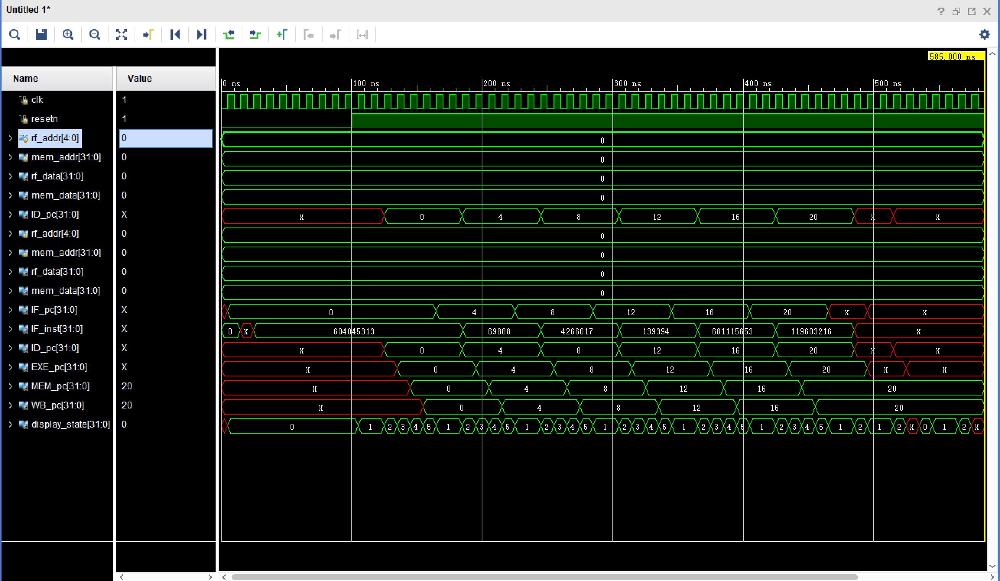 Untitled 1*
585.000 ns
Name Value
0 ns 100 ns 200 ns 300 ns 400 ns 500 ns
clk 1
resetn 1
rf_addr[4:0] 0 0
mem_addr[31:0] 0 0
rf_data[31:0] 0 0
mem_data[31:0] 0 0
ID_pc[31:0] X X 0 4 8 12 16 20 X X
rf_addr[4:0] 0 0
mem_addr[31:0] 0 0
rf_data[31:0] 0 0
mem_data[31:0] 0 0
IF_pc[31:0] X 0 4 8 12 16 20 X X
IF_inst[31:0] X 0 X 604045313 69888 4266017 139394 681115653 119603216 X
ID_pc[31:0] X X 0 4 8 12 16 20 X X
EXE_pc[31:0] X X 0 4 8 12 16 20 X X
MEM_pc[31:0] 20 X 0 4 8 12 16 20
WB_pc[31:0] 20 X 0 4 8 12 16 20
display_state[31:0] 0 0 1 2 3 4 5 1 2 3 4 5 1 2 3 4 5 1 2 3 4 5 1 2 3 4 5 1 2 3 4 5 1 2 1 2 X 0 1 2 X